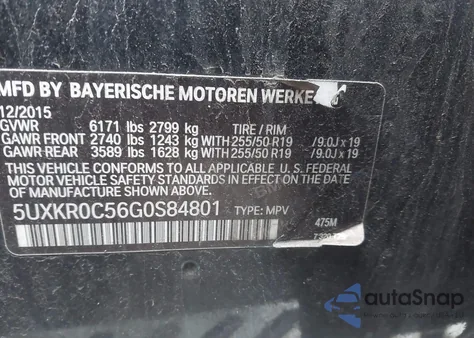 MFD BY BAYERISCHE MOTOREN WERKE
12/2015
GVWR 6171 lbs 2799 kg TIRE / RIM
GAWR FRONT 2740 lbs 1243 kg WITH 255/50 R19 /9.0J x 19
GAWR REAR 3589 lbs 1628 kg WITH 255/50 R19 /9.0J x 19
THIS VEHICLE CONFORMS TO ALL APPLICABLE U. S. FEDERAL
MOTOR VEHICLE SAFETY STANDARDS IN EFFECT ON THE
DATE OF MANUFACTURE SHOWN ABOVE.
5UXKR0C56G0S84801 TYPE: MPV
475M
autoSnap